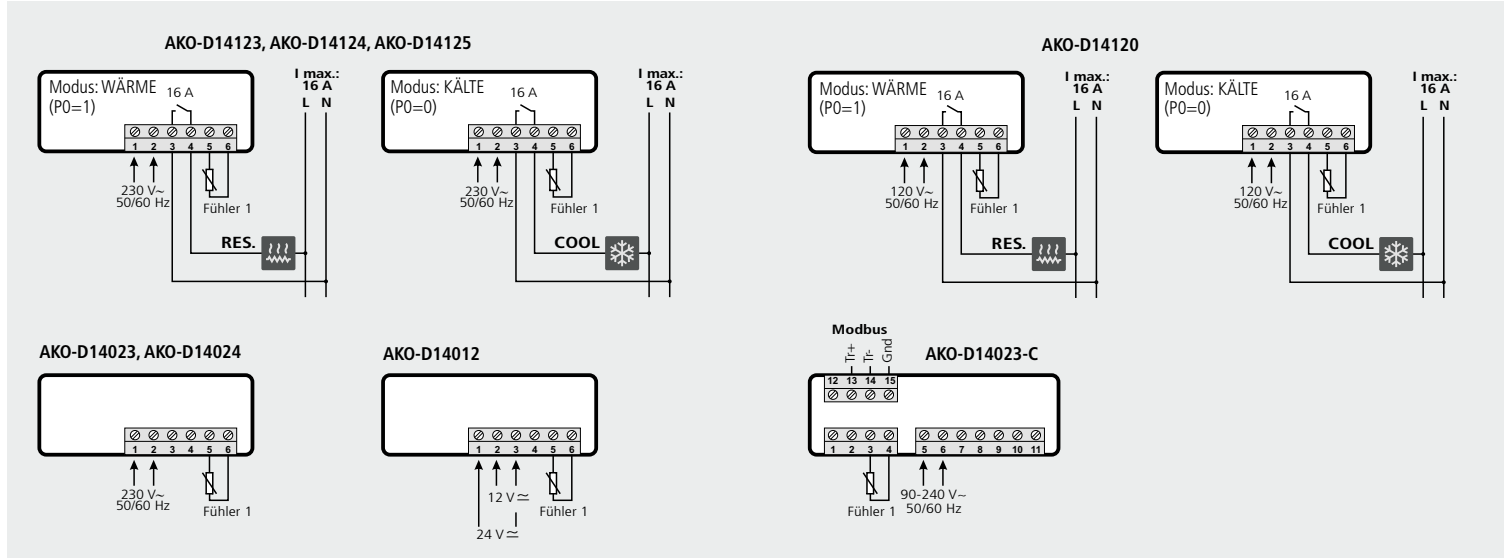 AKO-D14123, AKO-D14124, AKO-D14125
Modus: WÄRME
(P0=1)
16 A
1 2 3 4 5 6
230 V~
50/60 Hz
Fühler 1
RES.
I max.:
16 A
L N
Modus: KÄLTE
(P0=0)
16 A
1 2 3 4 5 6
230 V~
50/60 Hz
Fühler 1
COOL
I max.:
16 A
L N
AKO-D14120
Modus: WÄRME
(P0=1)
16 A
1 2 3 4 5 6
120 V~
50/60 Hz
Fühler 1
RES.
I max.:
16 A
L N
Modus: KÄLTE
(P0=0)
16 A
1 2 3 4 5 6
120 V~
50/60 Hz
Fühler 1
COOL
I max.:
16 A
L N
AKO-D14023, AKO-D14024
1 2 3 4 5 6
230 V~
50/60 Hz
Fühler 1
AKO-D14012
1 2 3 4 5 6
12 V ≃
24 V ≃
Fühler 1
Modbus
Tr+ Tr- Gnd
AKO-D14023-C
12 13 14 15
1 2 3 4 5 6 7 8 9 10 11
Fühler 1
90-240 V~
50/60 Hz